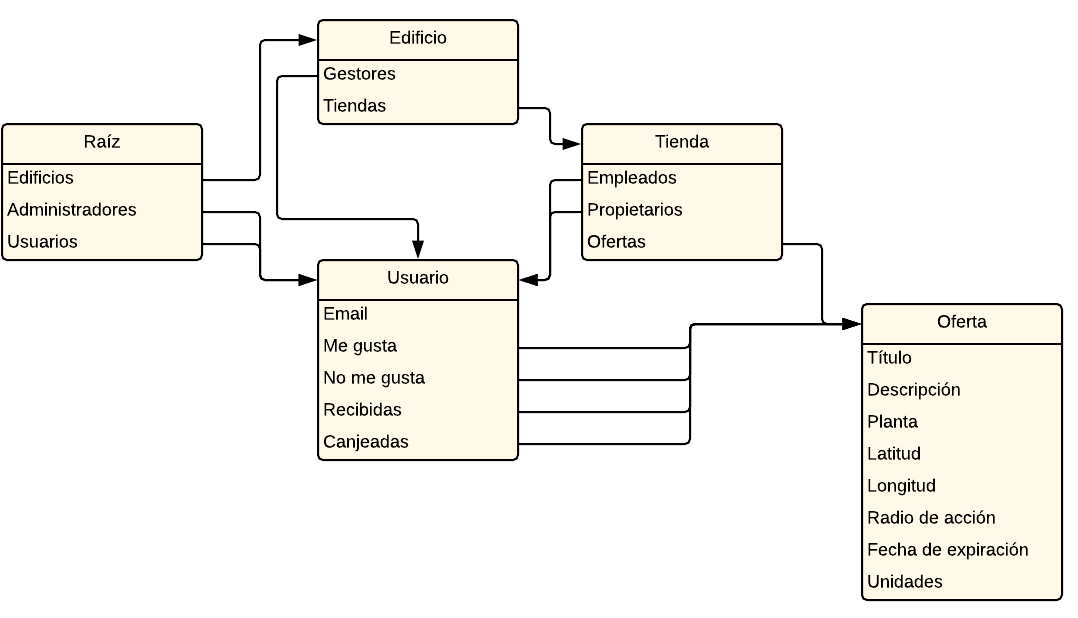 Edificio
Gestores
Tiendas
Raíz
Edificios
Administradores
Usuarios
Tienda
Empleados
Propietarios
Ofertas
Usuario
Email
Me gusta
No me gusta
Recibidas
Canjeadas
Oferta
Título
Descripción
Planta
Latitud
Longitud
Radio de acción
Fecha de expiración
Unidades